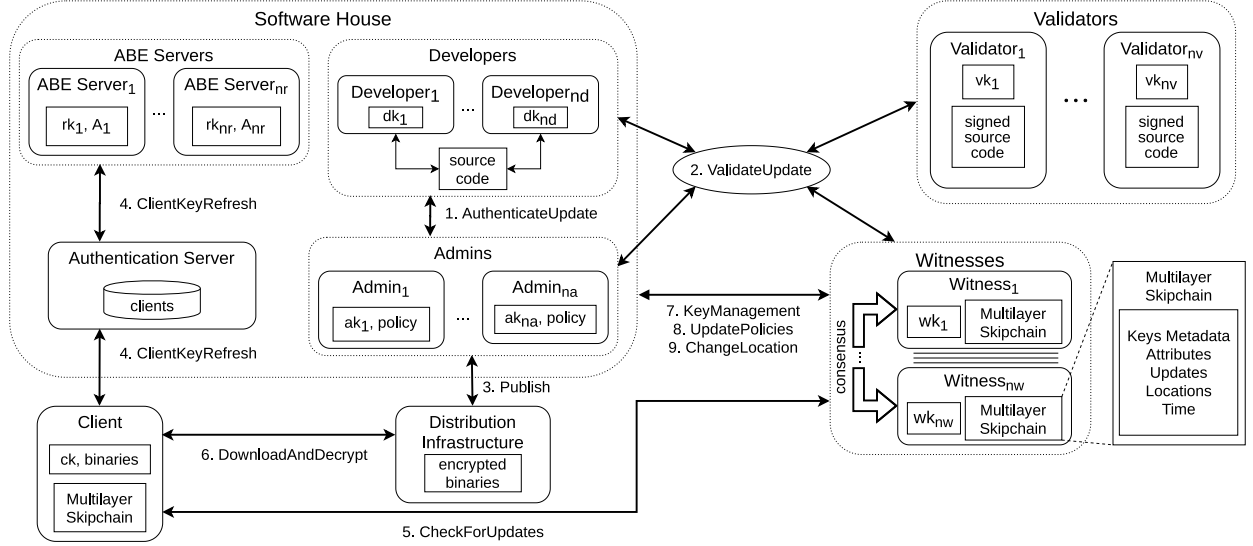 Software House
ABE Servers
ABE Server1
rk1, A1
...
ABE Servernr
rknr, Anr
Developers
Developer1
dk1
...
Developernd
dknd
source
code
4. ClientKeyRefresh
1. AuthenticateUpdate
Authentication Server
clients
Admins
Admin1
ak1, policy
...
Adminna
akna, policy
4. ClientKeyRefresh
3. Publish
2. ValidateUpdate
Validators
Validator1
vk1
signed
source
code
...
Validatornv
vknv
signed
source
code
7. KeyManagement
8. UpdatePolicies
9. ChangeLocation
Witnesses
consensus
...
Witness1
wk1
Multilayer
Skipchain
Witnessnw
wknw
Multilayer
Skipchain
Multilayer
Skipchain
Keys Metadata
Attributes
Updates
Locations
Time
Client
ck, binaries
Multilayer
Skipchain
6. DownloadAndDecrypt
Distribution
Infrastructure
encrypted
binaries
5. CheckForUpdates